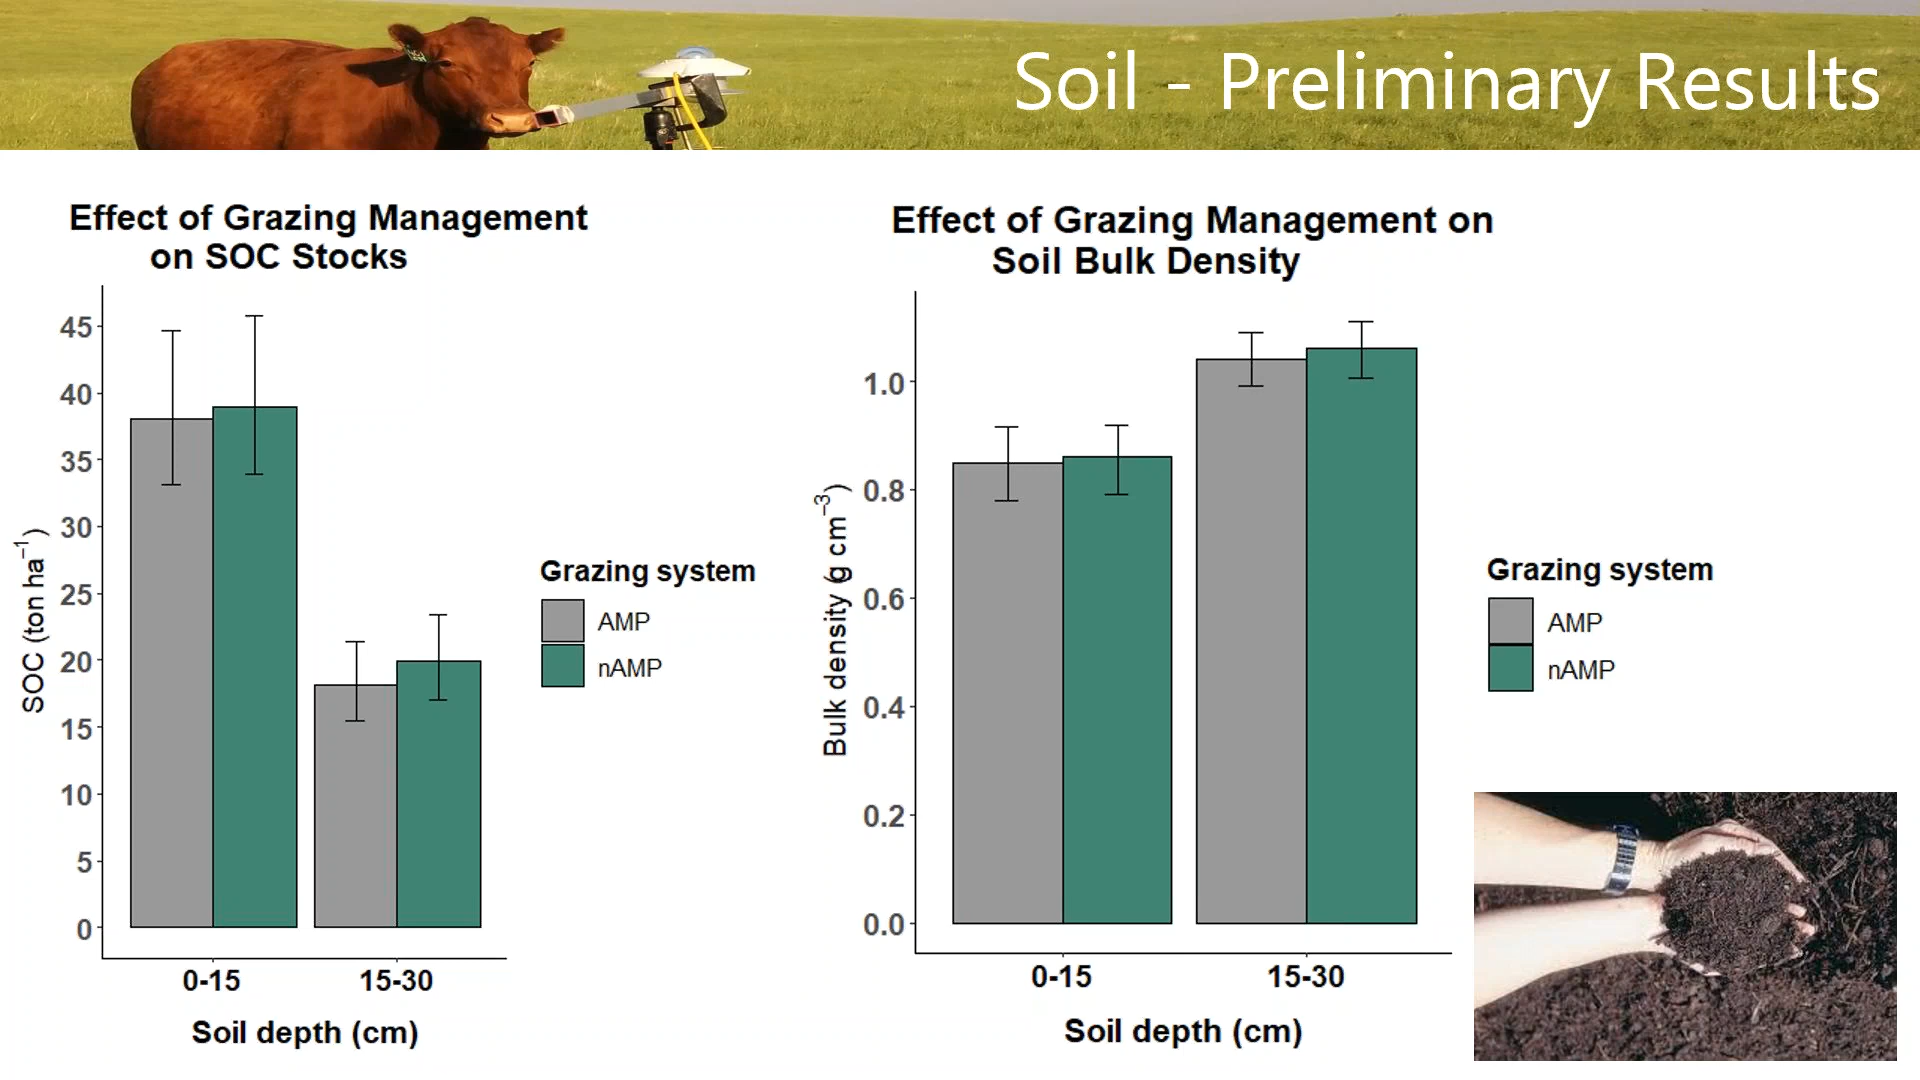 Soil - Preliminary Results
Effect of Grazing Management
on SOC Stocks
45
40
35
30
25
20
15
10
5
0
SOC (ton ha⁻¹)
0-15
15-30
Soil depth (cm)
Grazing system
AMP
nAMP
Effect of Grazing Management on
Soil Bulk Density
1.0
0.8
0.6
0.4
0.2
0.0
Bulk density (g cm⁻³)
0-15
15-30
Soil depth (cm)
Grazing system
AMP
nAMP